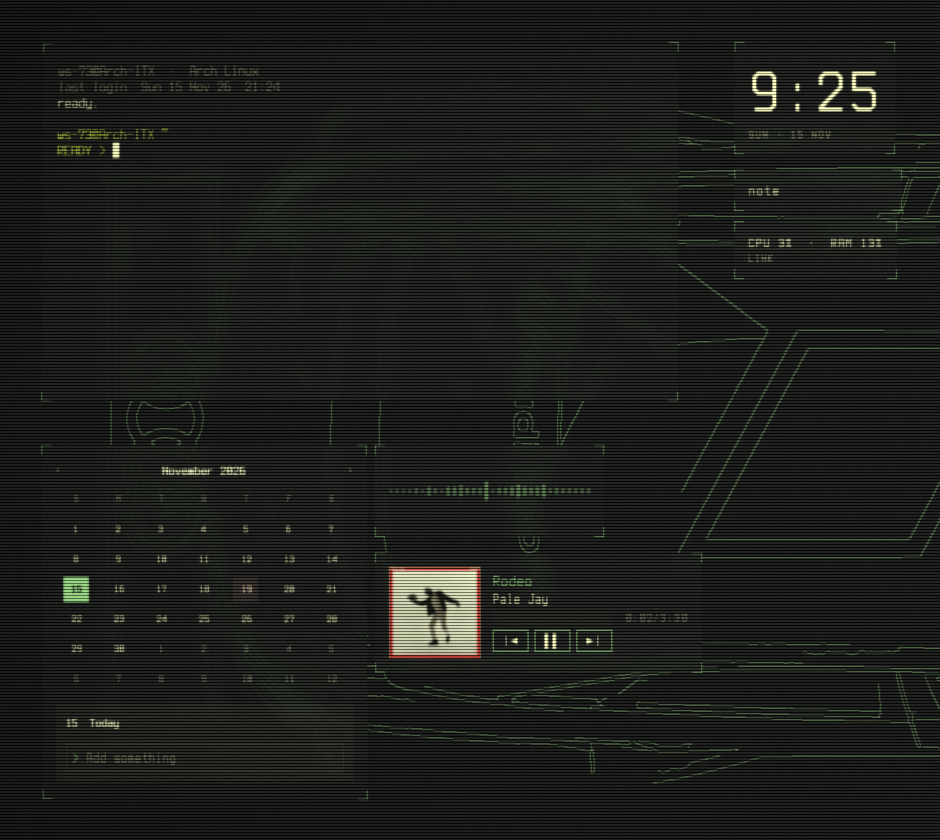 ws-730Arch-ITX · Arch Linux
last login Sun 15 Nov 26 21:24
ready.
ws-730Arch-ITX ~
READY >
9:25
SUN · 15 NOV
note
CPU 3% · RAM 13%
LINK
‹ November 2026 ›
S M T W T F S
1 2 3 4 5 6 7
8 9 10 11 12 13 14
15 16 17 18 19 20 21
22 23 24 25 26 27 28
29 30 1 2 3 4 5
6 7 8 9 10 11 12
15 Today
> Add something
Rodeo
Pale Jay
0:02/3:30